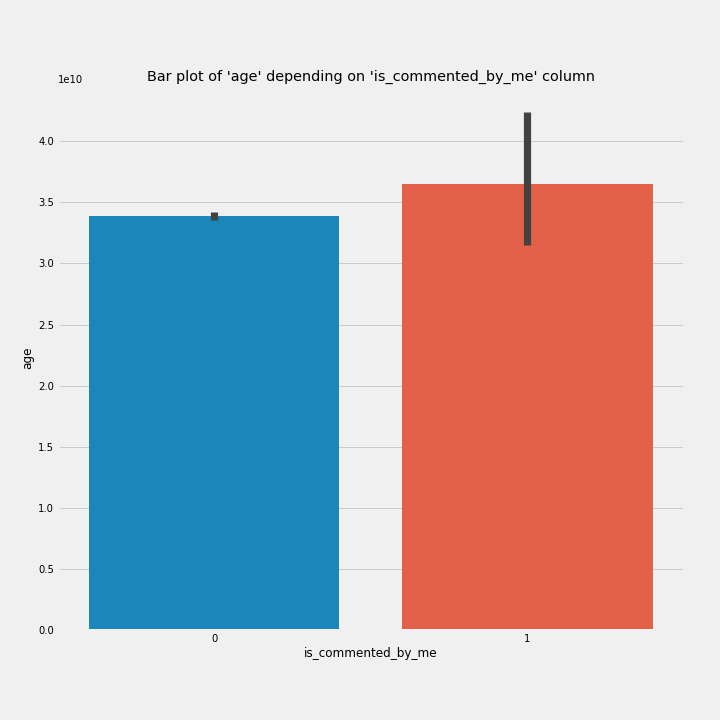 Bar plot of 'age' depending on 'is_commented_by_me' column
1e10
4.0
3.5
3.0
2.5
2.0
1.5
1.0
0.5
0.0
age
0
1
is_commented_by_me